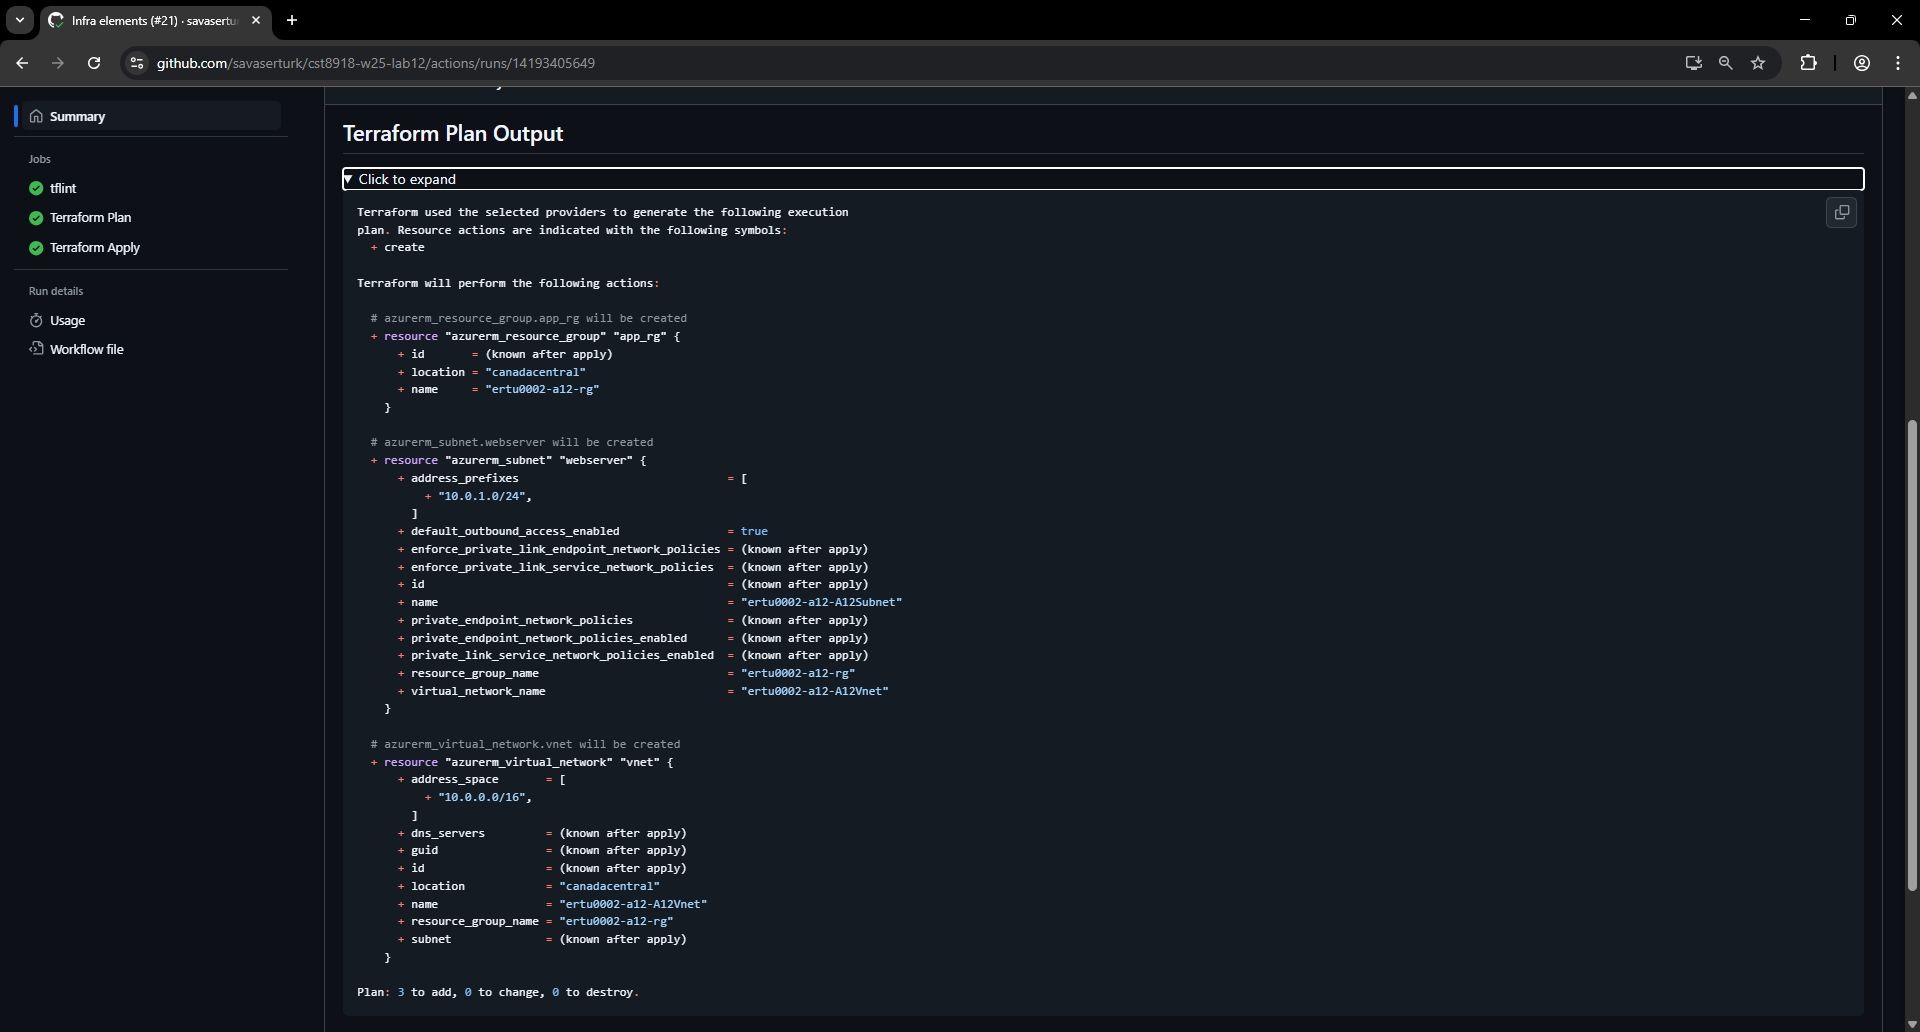 Infra elements (#21) · savasertu
github.com/savaserturk/cst8918-w25-lab12/actions/runs/14193405649
Summary
Jobs
tflint
Terraform Plan
Terraform Apply
Run details
Usage
Workflow file
Terraform Plan Output
Click to expand
Terraform used the selected providers to generate the following execution
plan. Resource actions are indicated with the following symbols:
+ create
Terraform will perform the following actions:
# azurerm_resource_group.app_rg will be created
+ resource "azurerm_resource_group" "app_rg" {
+ id = (known after apply)
+ location = "canadacentral"
+ name = "ertu0002-a12-rg"
}
# azurerm_subnet.webserver will be created
+ resource "azurerm_subnet" "webserver" {
+ address_prefixes = [
+ "10.0.1.0/24",
]
+ default_outbound_access_enabled = true
+ enforce_private_link_endpoint_network_policies = (known after apply)
+ enforce_private_link_service_network_policies = (known after apply)
+ id = (known after apply)
+ name = "ertu0002-a12-A12Subnet"
+ private_endpoint_network_policies = (known after apply)
+ private_endpoint_network_policies_enabled = (known after apply)
+ private_link_service_network_policies_enabled = (known after apply)
+ resource_group_name = "ertu0002-a12-rg"
+ virtual_network_name = "ertu0002-a12-A12Vnet"
}
# azurerm_virtual_network.vnet will be created
+ resource "azurerm_virtual_network" "vnet" {
+ address_space = [
+ "10.0.0.0/16",
]
+ dns_servers = (known after apply)
+ guid = (known after apply)
+ id = (known after apply)
+ location = "canadacentral"
+ name = "ertu0002-a12-A12Vnet"
+ resource_group_name = "ertu0002-a12-rg"
+ subnet = (known after apply)
}
Plan: 3 to add, 0 to change, 0 to destroy.